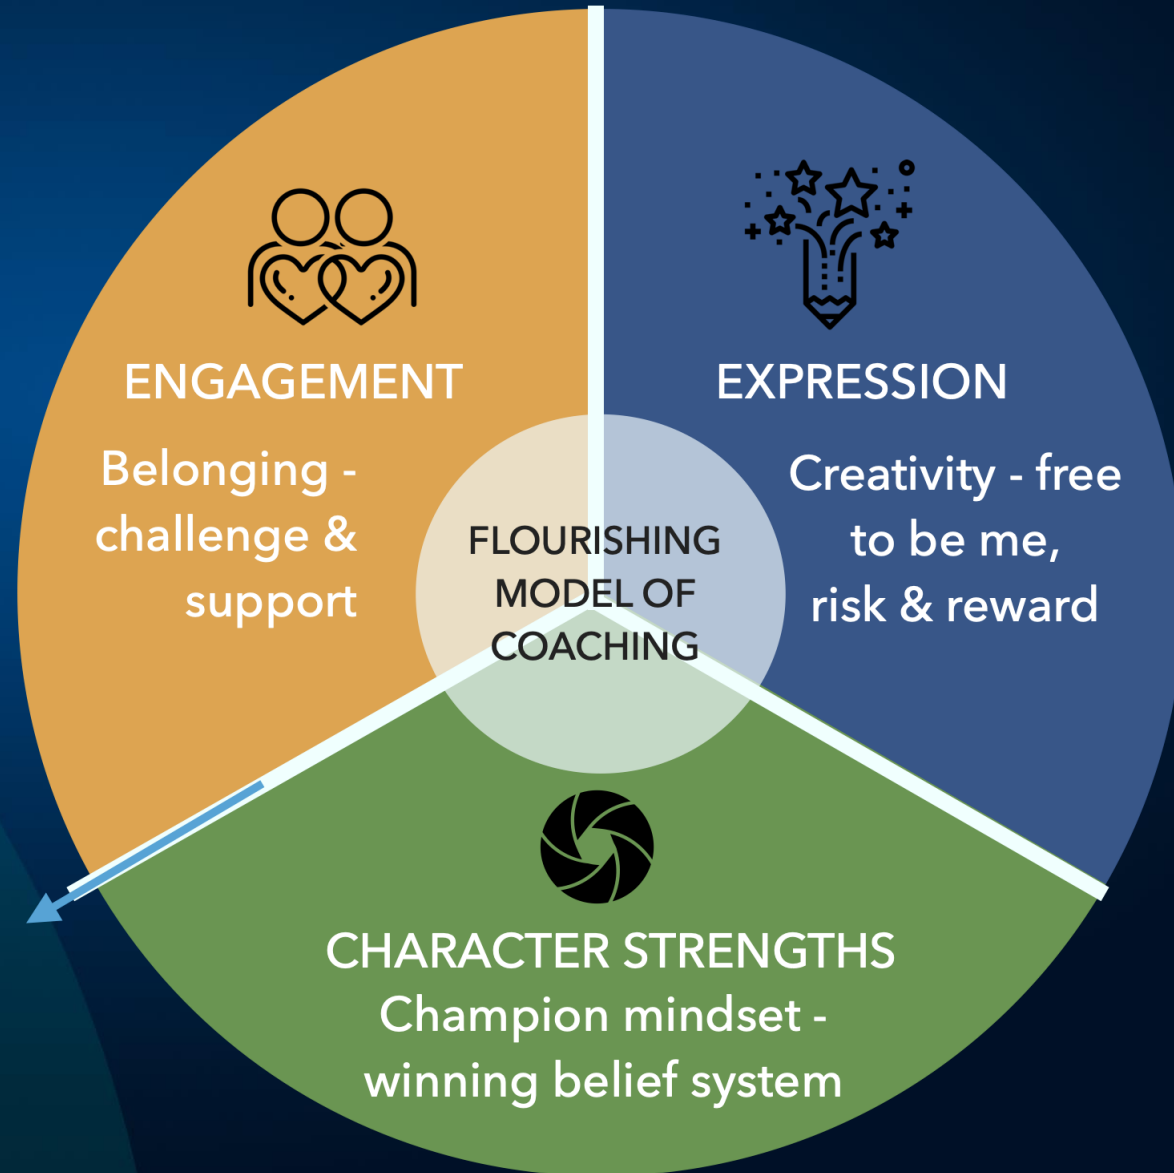 ENGAGEMENT
Belonging -
challenge &
support
EXPRESSION
Creativity - free
to be me,
risk & reward
FLOURISHING
MODEL OF
COACHING
CHARACTER STRENGTHS
Champion mindset -
winning belief system